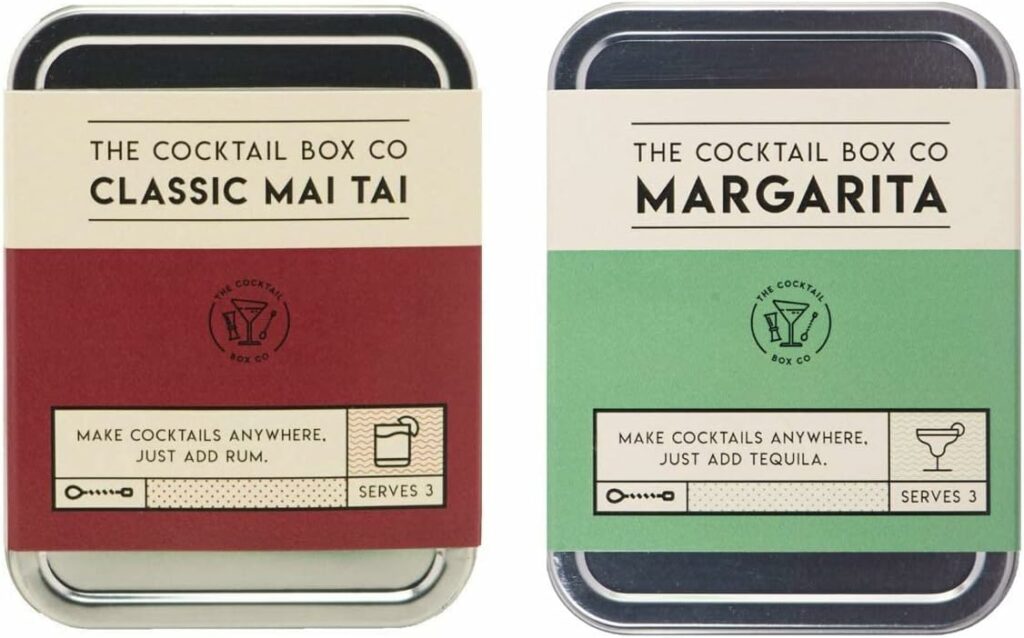 THE COCKTAIL BOX CO
CLASSIC MAI TAI
THE COCKTAIL
BOX CO
MAKE COCKTAILS ANYWHERE,
JUST ADD RUM.
SERVES 3
THE COCKTAIL BOX CO
MARGARITA
THE COCKTAIL
BOX CO
MAKE COCKTAILS ANYWHERE,
JUST ADD TEQUILA.
SERVES 3